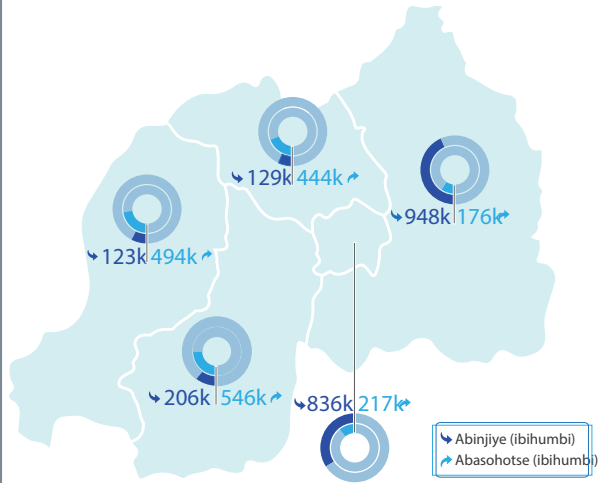 129k 444k
948k 176k
123k 494k
206k 546k
836k 217k
Abinjiye (ibihumbi)
Abasohotse (ibihumbi)